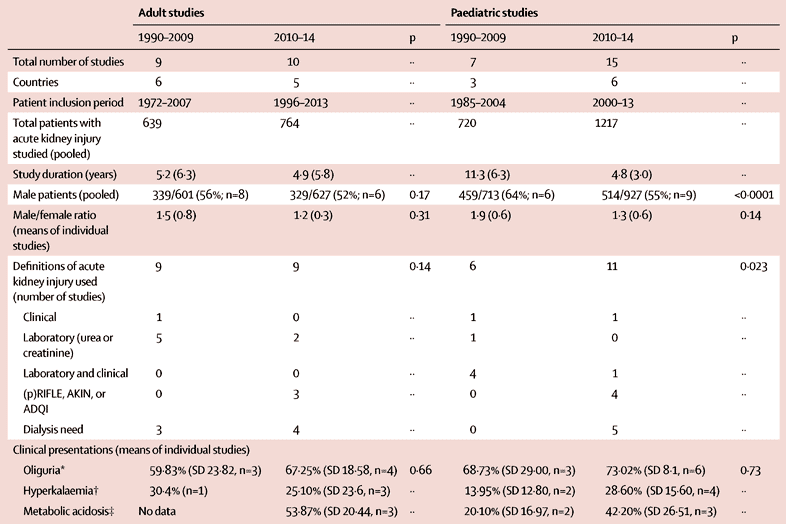 Adult studies Paediatric studies
1990–2009 2010–14 p 1990–2009 2010–14 p
Total number of studies 9 10 ·· 7 15 ··
Countries 6 5 ·· 3 6 ··
Patient inclusion period 1972–2007 1996–2013 ·· 1985–2004 2000–13 ··
Total patients with 639 764 ·· 720 1217 ··
acute kidney injury
studied (pooled)
Study duration (years) 5·2 (6·3) 4·9 (5·8) 11·3 (6·3) 4·8 (3·0) ··
Male patients (pooled) 339/601 (56%; n=8) 329/627 (52%; n=6) 0·17 459/713 (64%; n=6) 514/927 (55%; n=9) <0·0001
Male/female ratio 1·5 (0·8) 1·2 (0·3) 0·31 1·9 (0·6) 1·3 (0·6) 0·14
(means of individual
studies)
Definitions of acute 9 9 0·14 6 11 0·023
kidney injury used
(number of studies)
Clinical 1 0 ·· 1 1 ··
Laboratory (urea or 5 2 ·· 1 0 ··
creatinine)
Laboratory and clinical 0 0 ·· 4 1 ··
(p)RIFLE, AKIN, or 0 3 ·· 0 4 ··
ADQI
Dialysis need 3 4 ·· 0 5 ··
Clinical presentations (means of individual studies)
Oliguria* 59·83% (SD 23·82, n=3) 67·25% (SD 18·58, n=4) 0·66 68·73% (SD 29·00, n=3) 73·02% (SD 8·1, n=6) 0·73
Hyperkalaemia† 30·4% (n=1) 25·10% (SD 23·6, n=3) ·· 13·95% (SD 12·80, n=2) 28·60% (SD 15·60, n=4) ··
Metabolic acidosis‡ No data 53·87% (SD 20·44, n=3) ·· 20·10% (SD 16·97, n=2) 42·20% (SD 26·51, n=3) ··